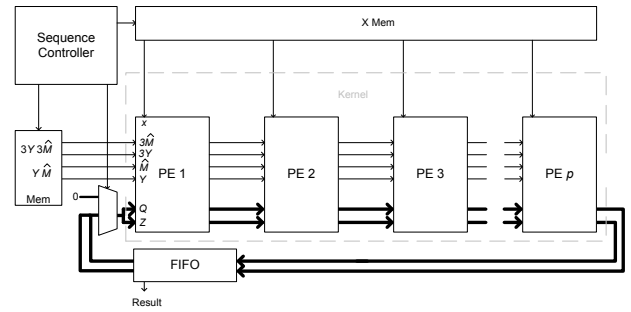 Sequence
Controller
X Mem
Kernel
x
3Y 3M̂
Y M̂
Mem
3M̂
3Y
M̂
Y
PE 1
PE 2
PE 3
PE p
0
Q
Z
FIFO
Result